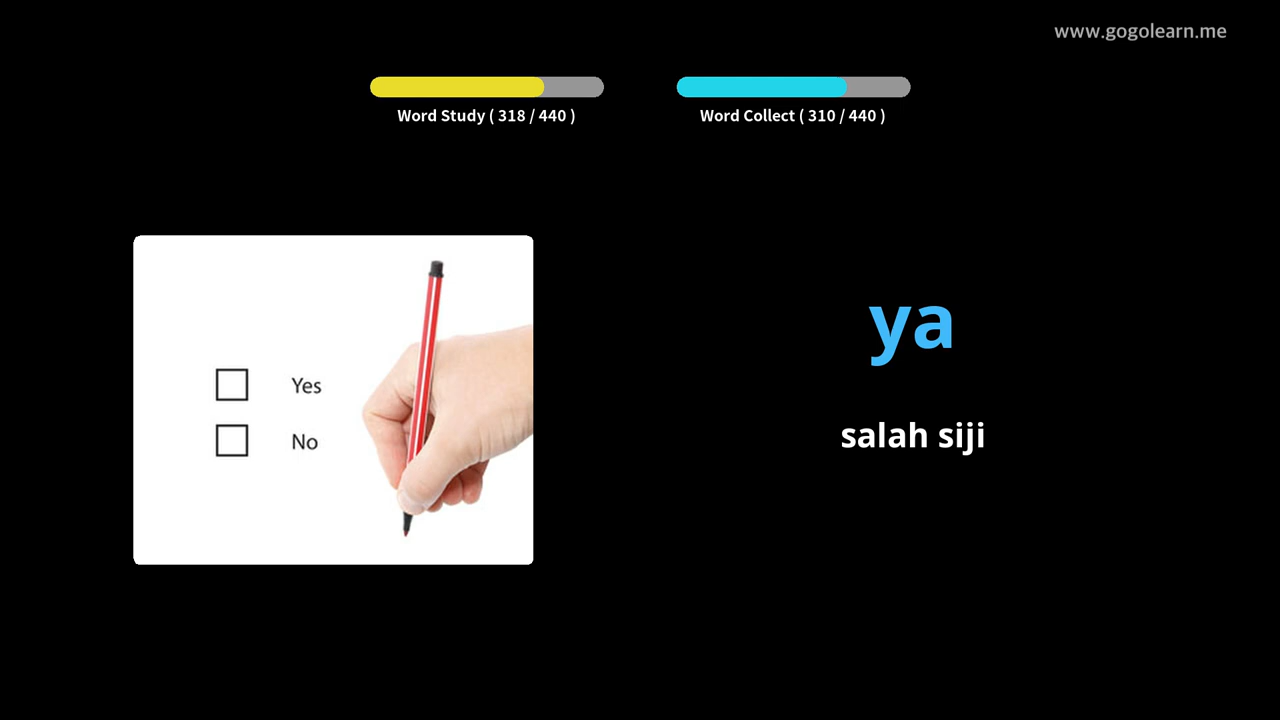 www.gogolearn.me
Word Study ( 318 / 440 )
Word Collect ( 310 / 440 )
Yes
No
ya
salah siji